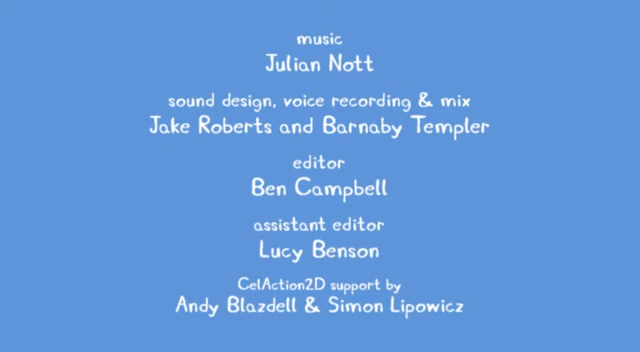 music
Julian Nott
sound design, voice recording & mix
Jake Roberts and Barnaby Templer
editor
Ben Campbell
assistant editor
Lucy Benson
CelAction2D support by
Andy Blazdell & Simon Lipowicz